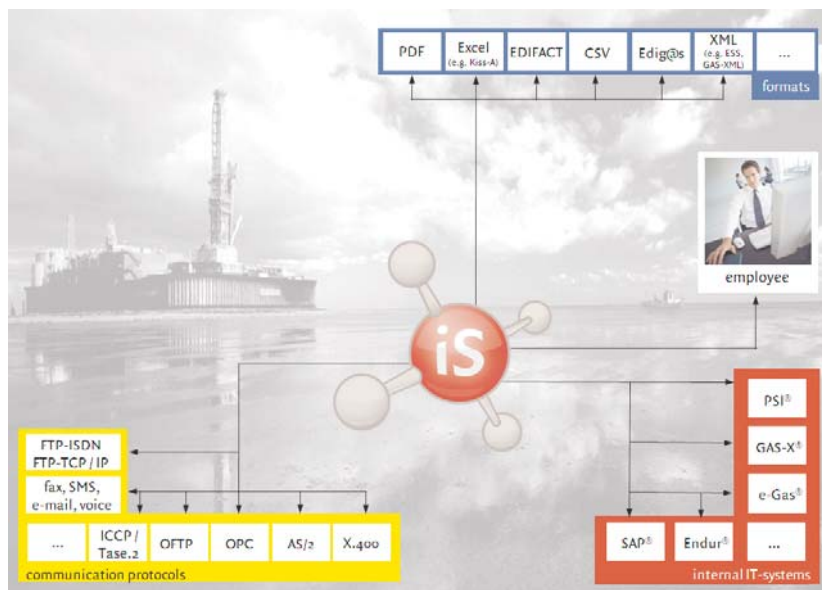 PDF
Excel
(e.g. Kiss-A)
EDIFACT
CSV
Edig@s
XML
(e.g. ESS,
GAS-XML)
...
formats
employee
iS
FTP-ISDN
FTP-TCP / IP
fax, SMS,
e-mail, voice
...
ICCP /
Tase.2
OFTP
OPC
AS/2
X.400
communication protocols
PSI®
GAS-X®
e-Gas®
SAP®
Endur®
...
internal IT-systems